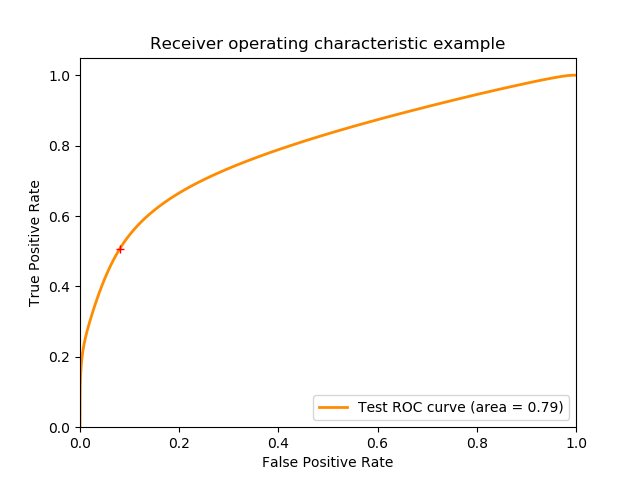 Receiver operating characteristic example
True Positive Rate
1.0
0.8
0.6
0.4
0.2
0.0
Test ROC curve (area = 0.79)
0.0 0.2 0.4 0.6 0.8 1.0
False Positive Rate